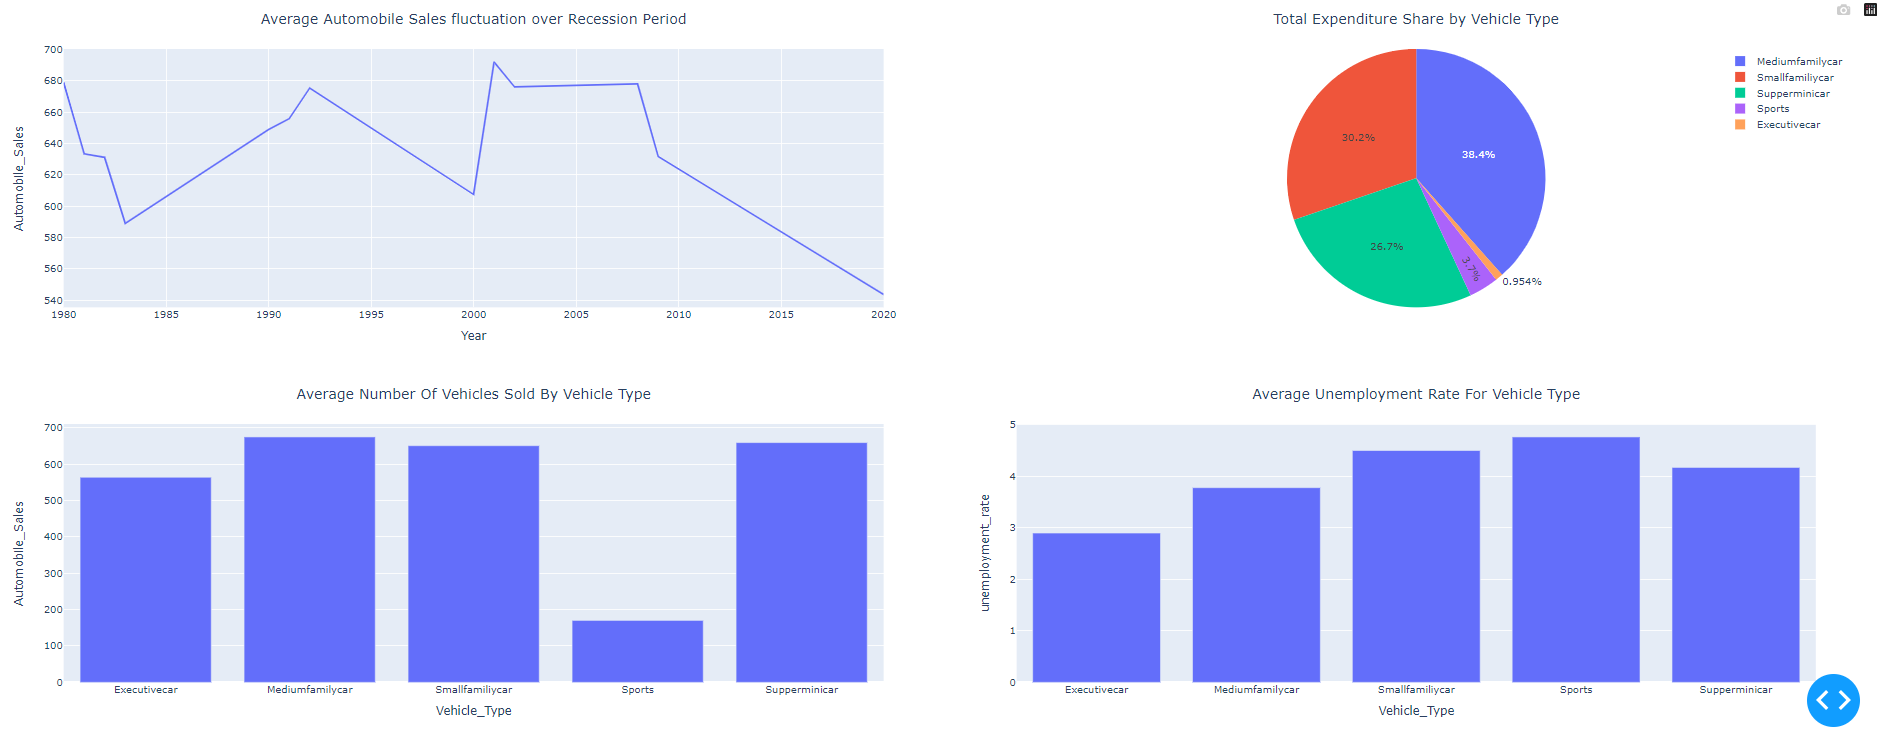 Average Automobile Sales fluctuation over Recession Period
700
680
660
640
620
600
580
560
540
Automobile_Sales
1980 1985 1990 1995 2000 2005 2010 2015 2020
Year
Total Expenditure Share by Vehicle Type
38.4%
30.2%
26.7%
3.7%
0.954%
Mediumfamilycar
Smallfamiliycar
Supperminicar
Sports
Executivecar
Average Number Of Vehicles Sold By Vehicle Type
700
600
500
400
300
200
100
0
Automobile_Sales
Executivecar Mediumfamilycar Smallfamiliycar Sports Supperminicar
Vehicle_Type
Average Unemployment Rate For Vehicle Type
5
4
3
2
1
0
unemployment_rate
Executivecar Mediumfamilycar Smallfamiliycar Sports Supperminicar
Vehicle_Type